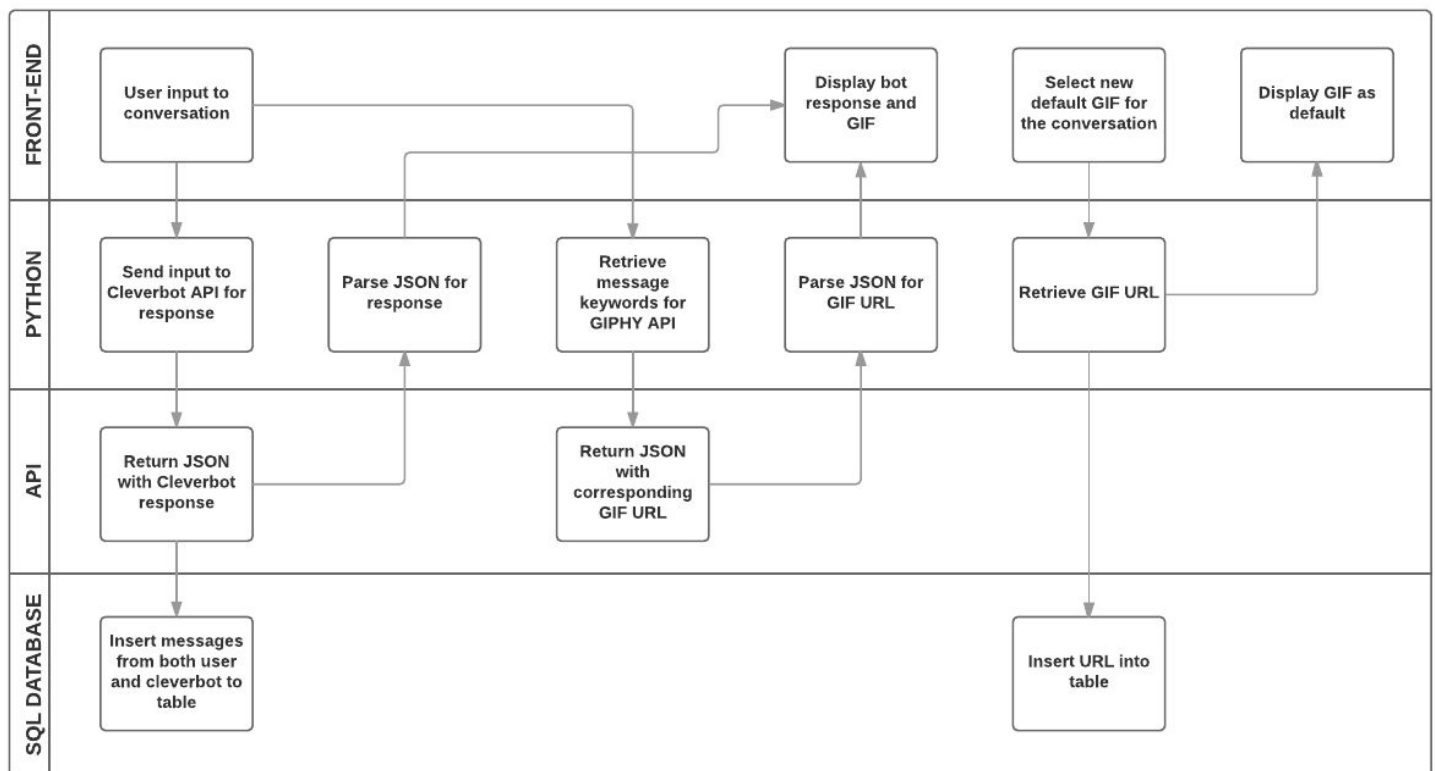 FRONT-END
User input to
conversation
Display bot
response and
GIF
Select new
default GIF for
the conversation
Display GIF as
default
PYTHON
Send input to
Cleverbot API for
response
Parse JSON for
response
Retrieve
message
keywords for
GIPHY API
Parse JSON for
GIF URL
Retrieve GIF URL
API
Return JSON
with Cleverbot
response
Return JSON
with
corresponding
GIF URL
SQL DATABASE
Insert messages
from both user
and cleverbot to
table
Insert URL into
table